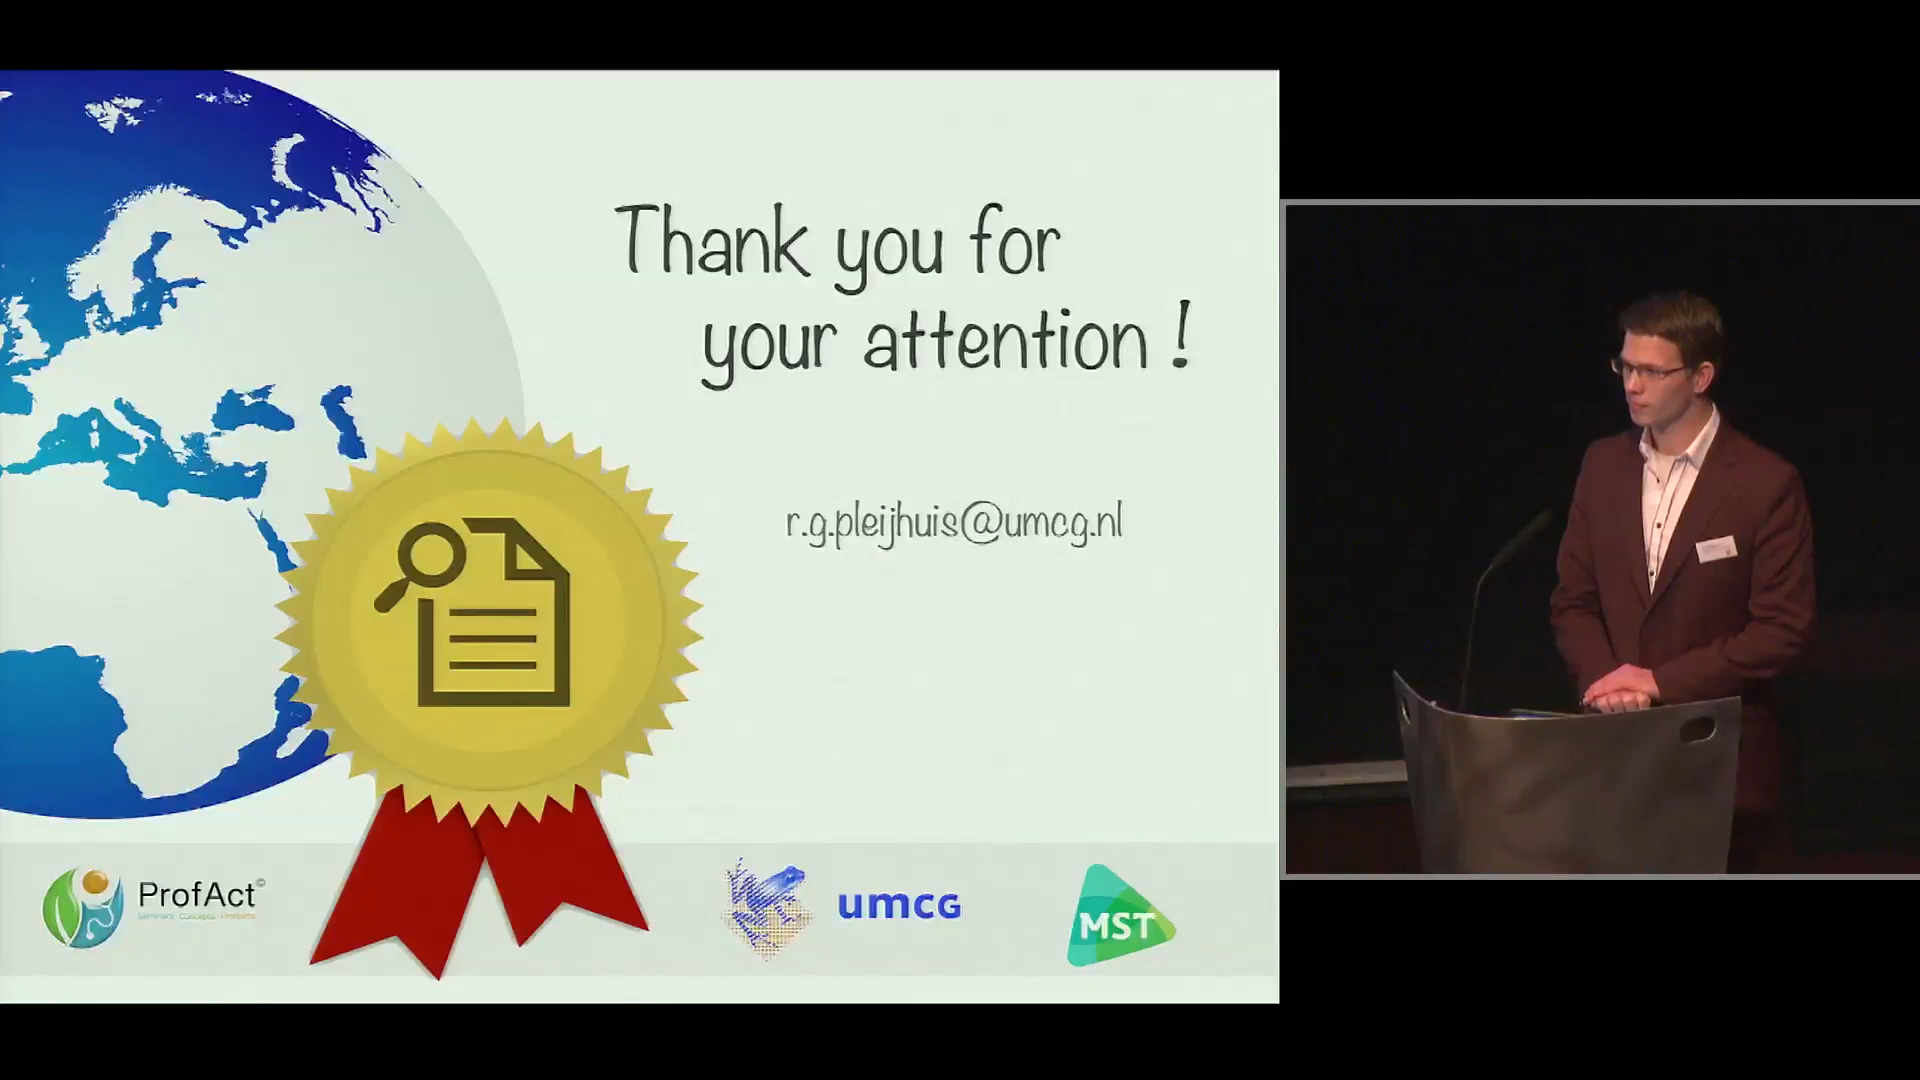 Thank you for
your attention !
r.g.pleijhuis@umcg.nl
ProfAct©
umcg
MST